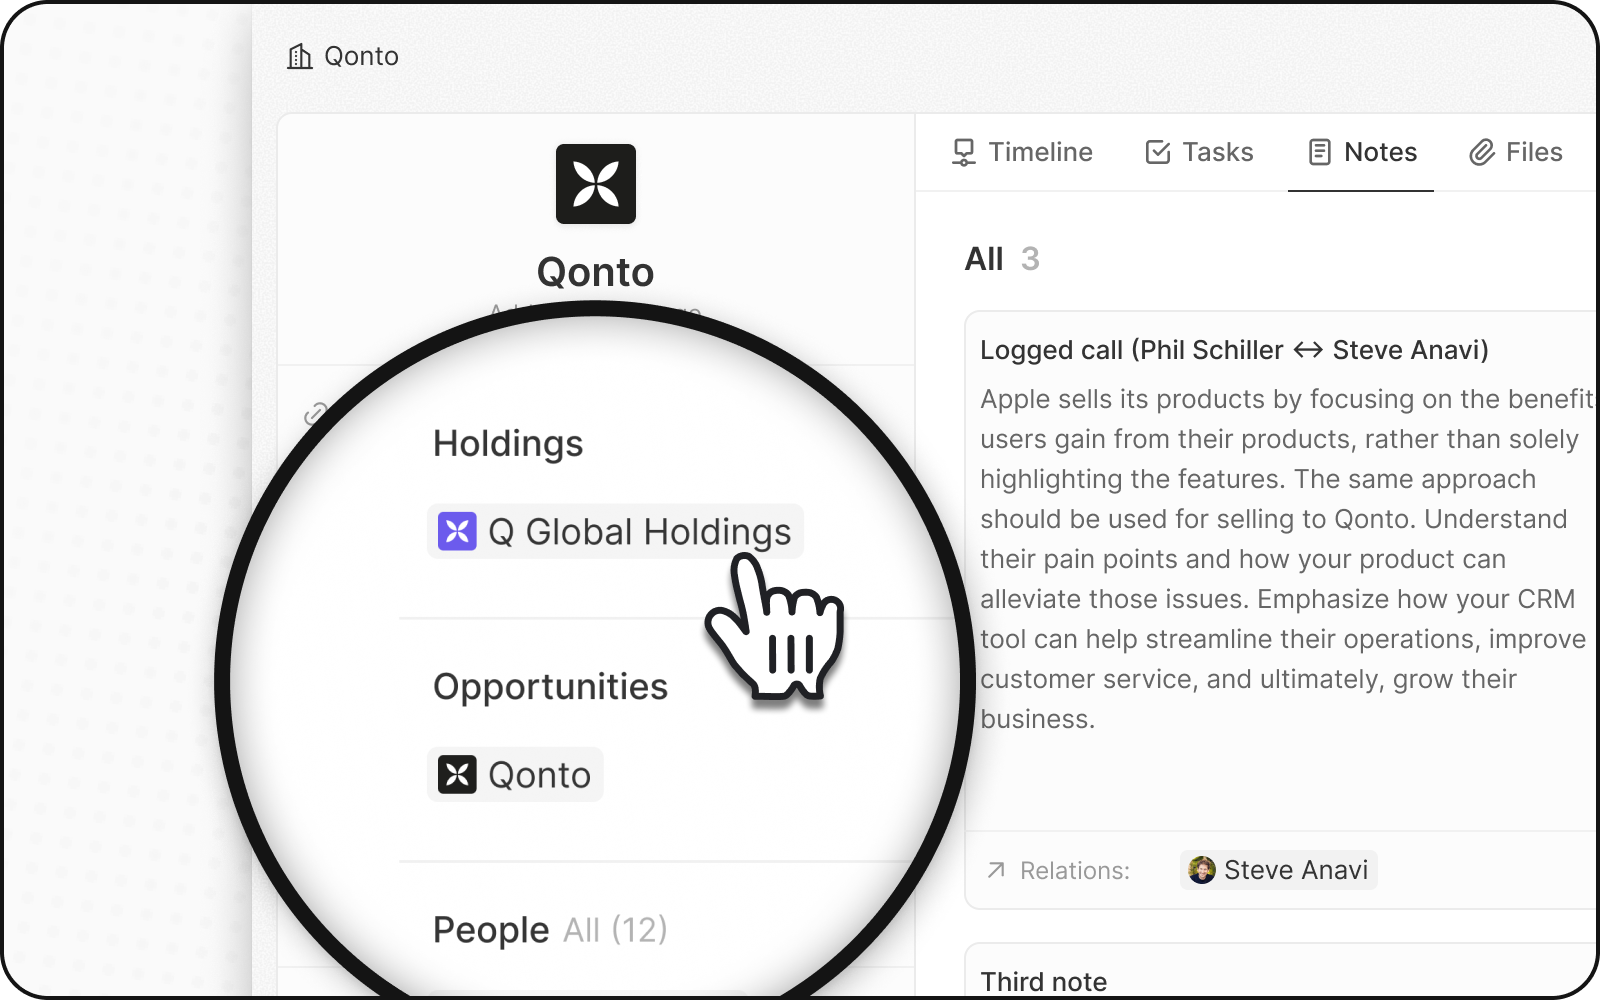 Qonto
Qonto
Holdings
Q Global Holdings
Opportunities
Qonto
People All (12)
Timeline
Tasks
Notes
Files
All 3
Logged call (Phil Schiller ↔ Steve Anavi)
Apple sells its products by focusing on the benefit
users gain from their products, rather than solely
highlighting the features. The same approach
should be used for selling to Qonto. Understand
their pain points and how your product can
alleviate those issues. Emphasize how your CRM
tool can help streamline their operations, improve
customer service, and ultimately, grow their
business.
Relations: Steve Anavi
Third note